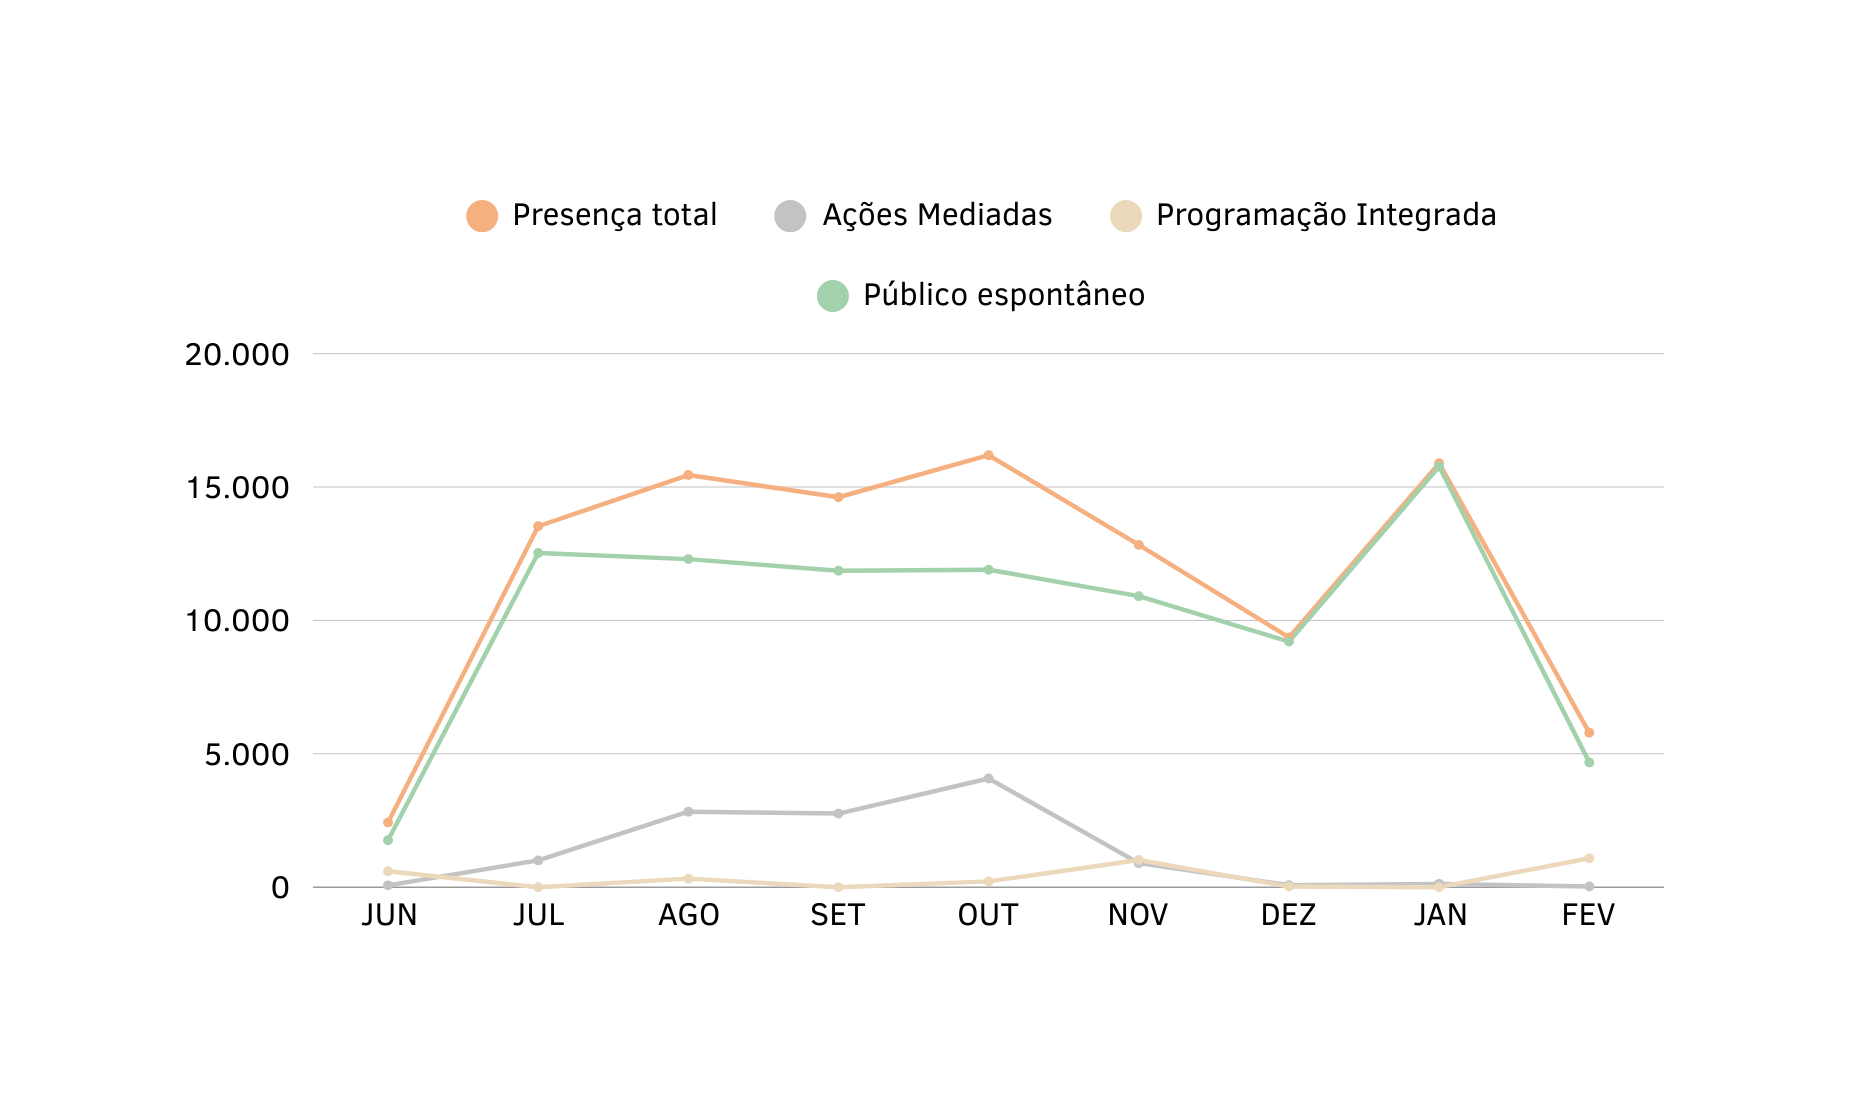 Presença total Ações Mediadas Programação Integrada
Público espontâneo
20.000
15.000
10.000
5.000
0
JUN JUL AGO SET OUT NOV DEZ JAN FEV